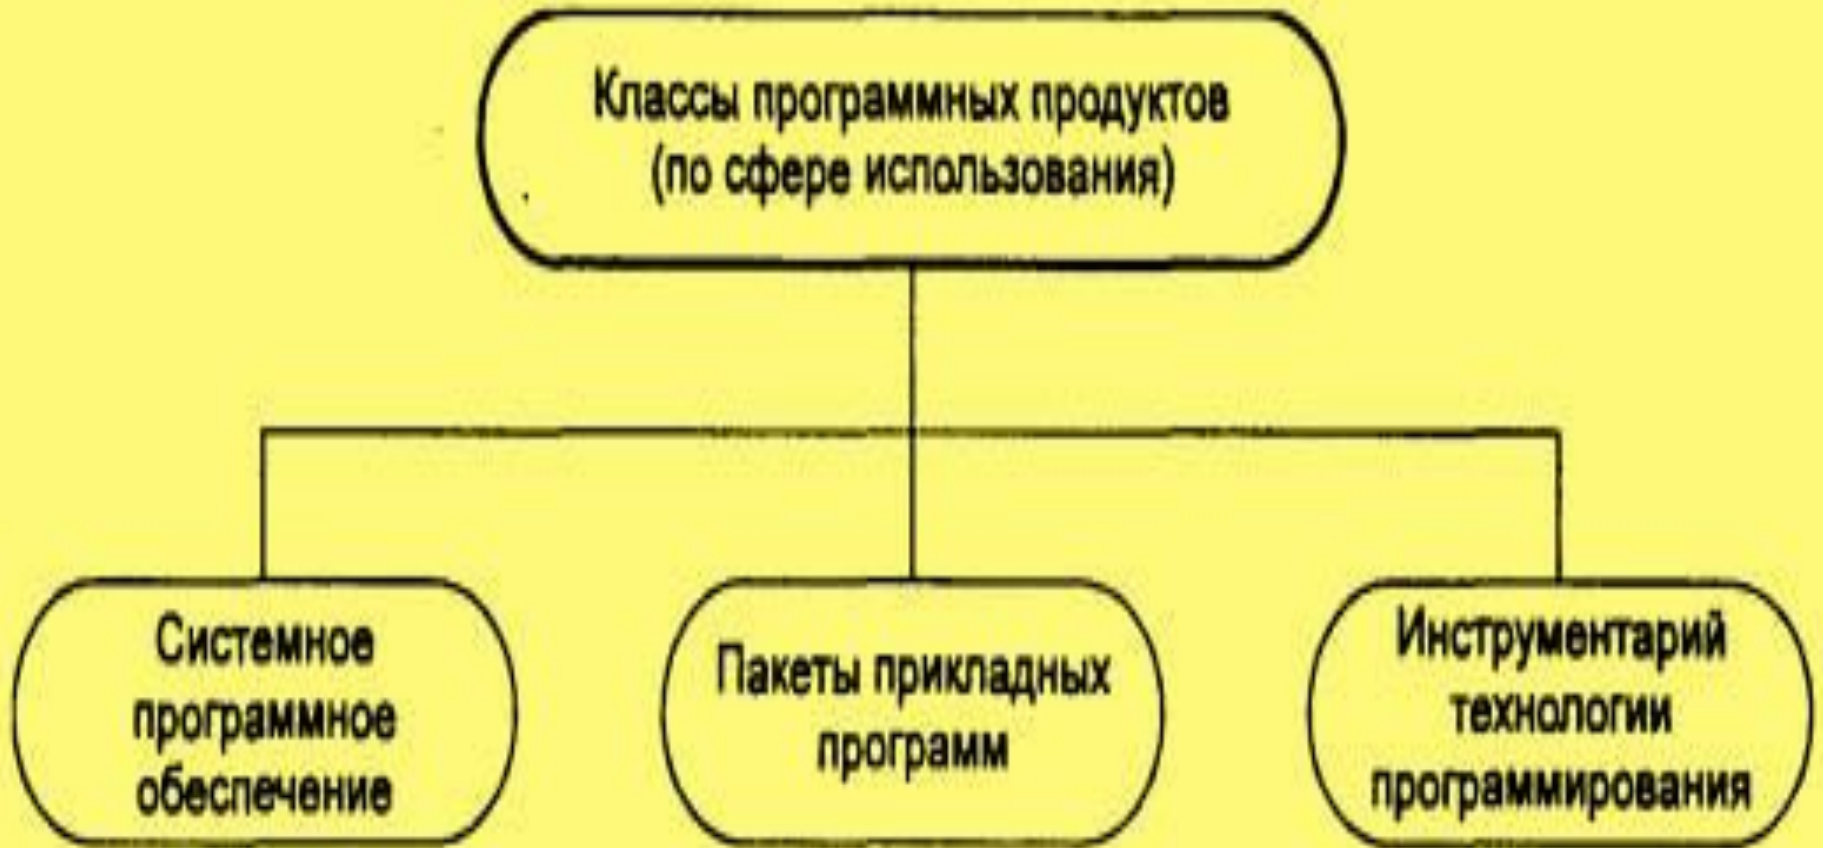 Классы программных продуктов
(по сфере использования)
Системное
программное
обеспечение
Пакеты прикладных
программ
Инструментарий
технологии
программирования